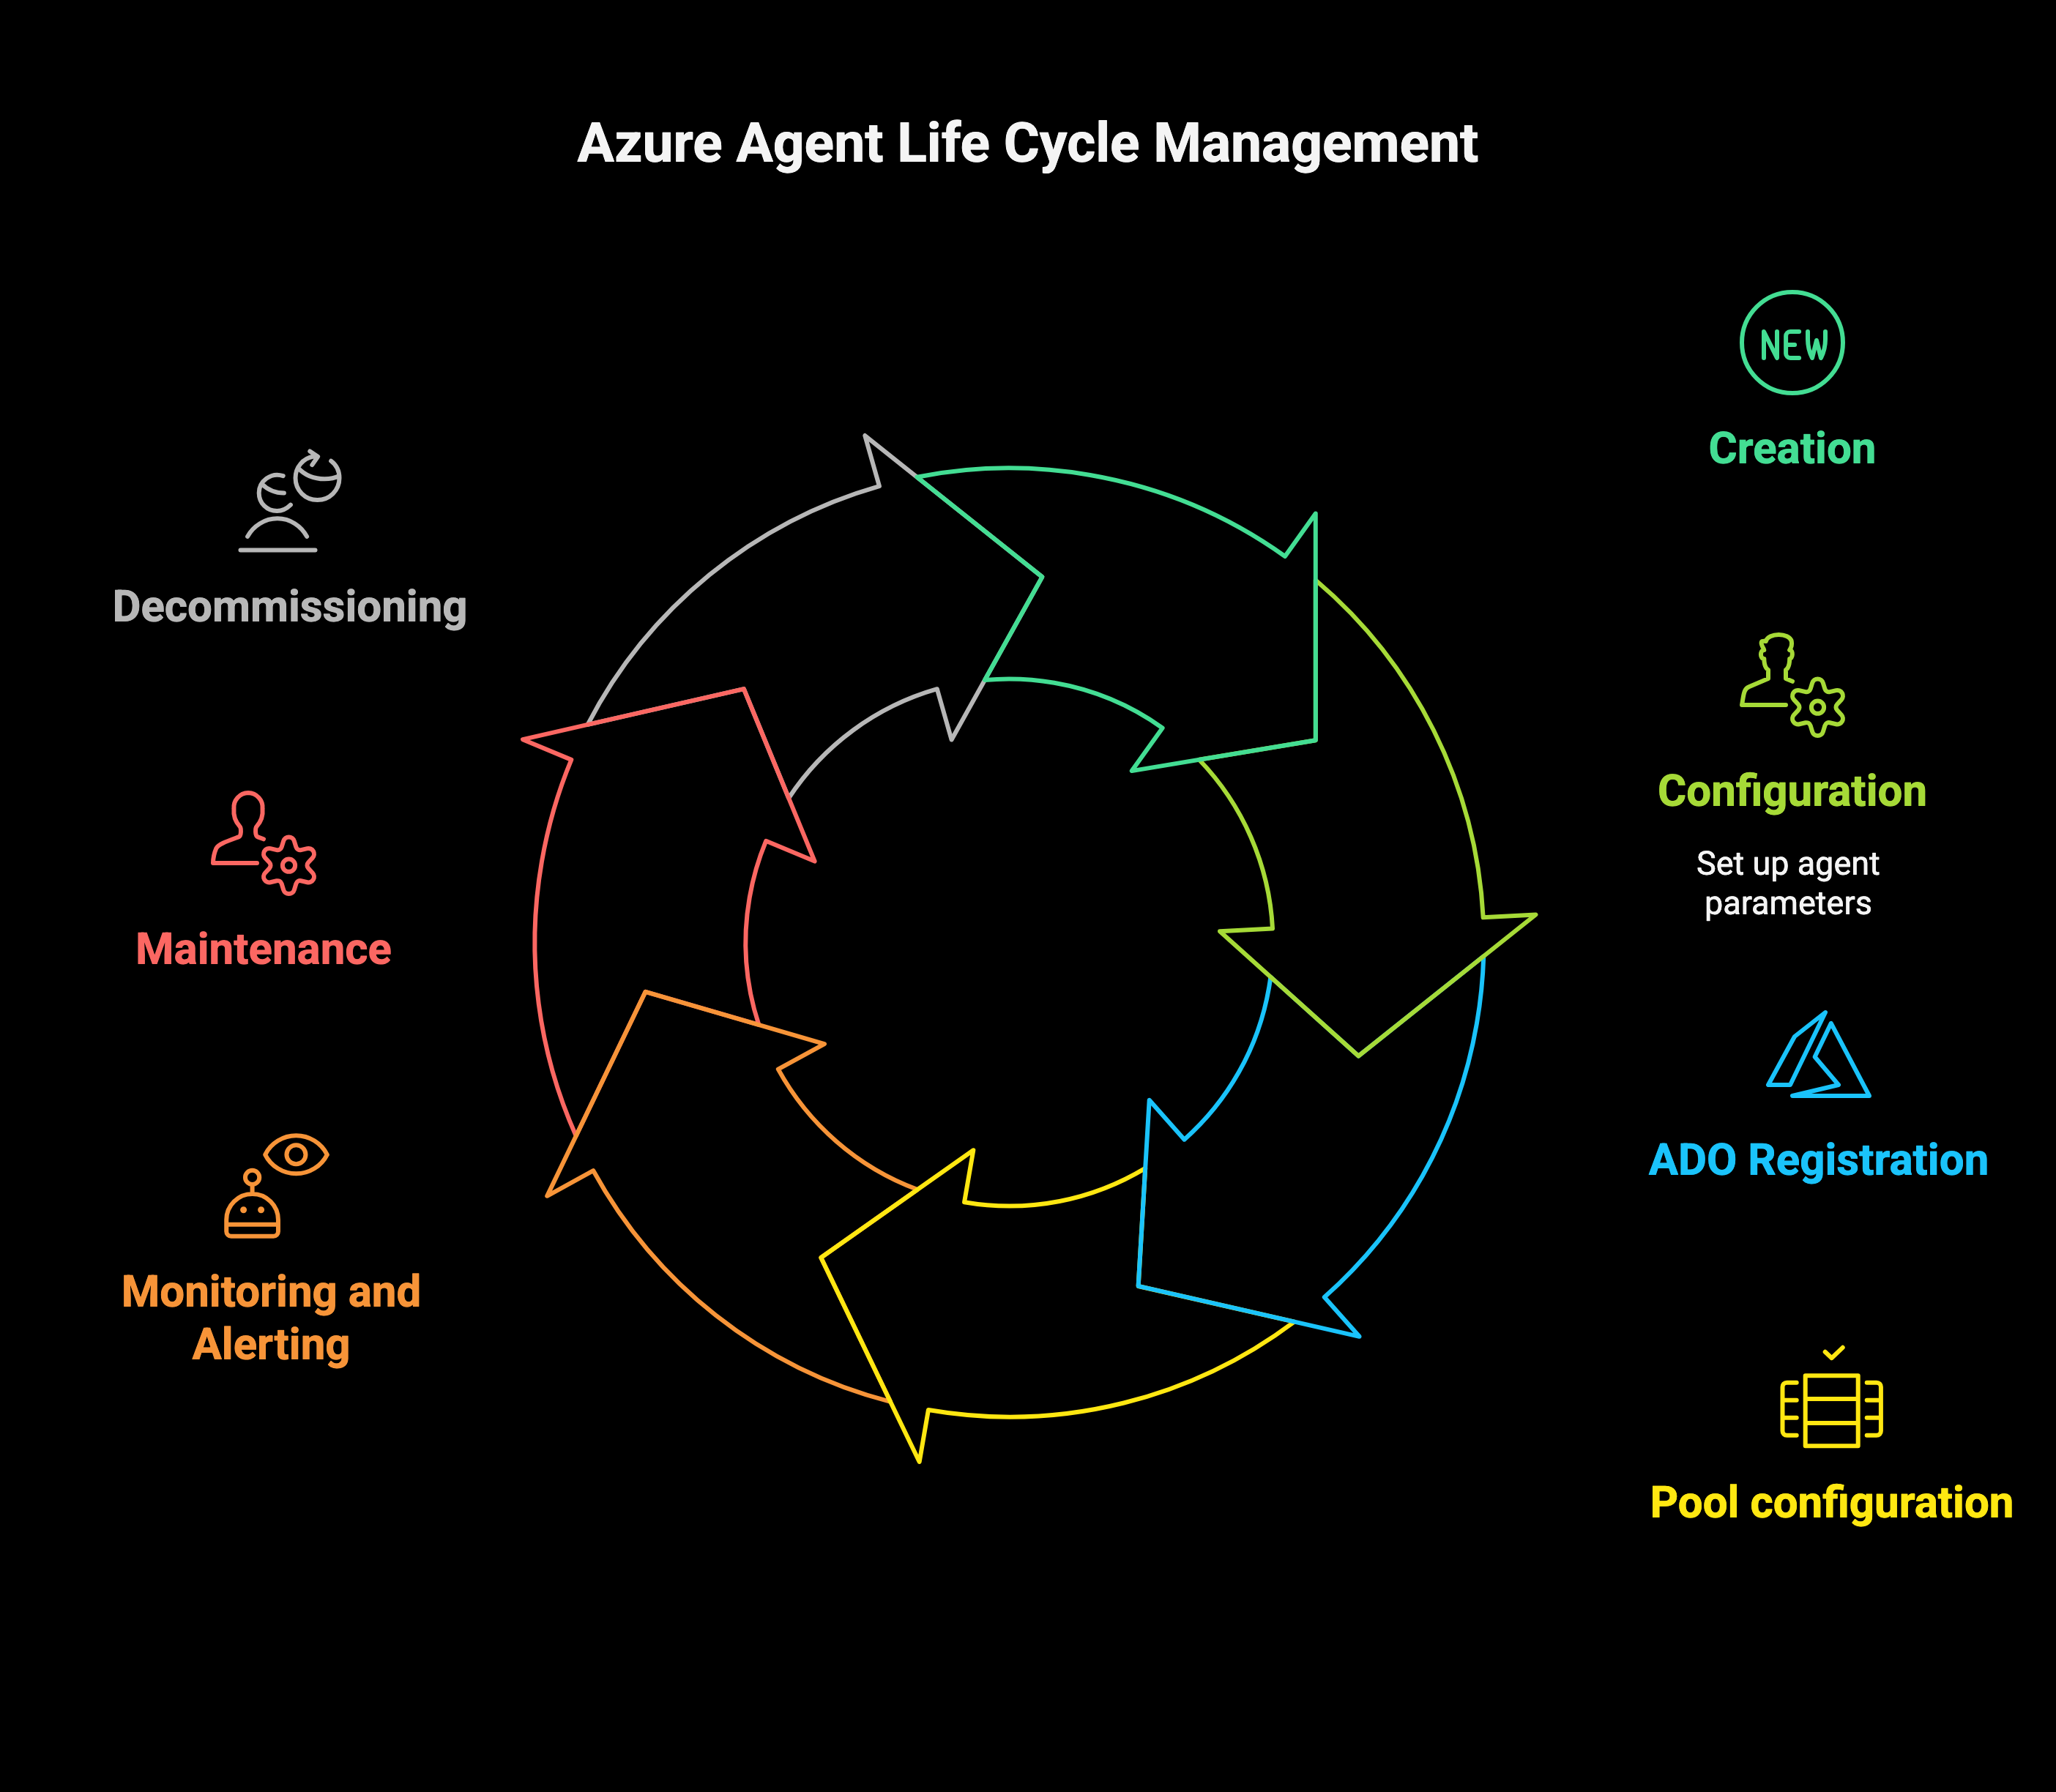 Azure Agent Life Cycle Management
NEW
Creation
Configuration
Set up agent
parameters
ADO Registration
Pool configuration
Monitoring and
Alerting
Maintenance
Decommissioning